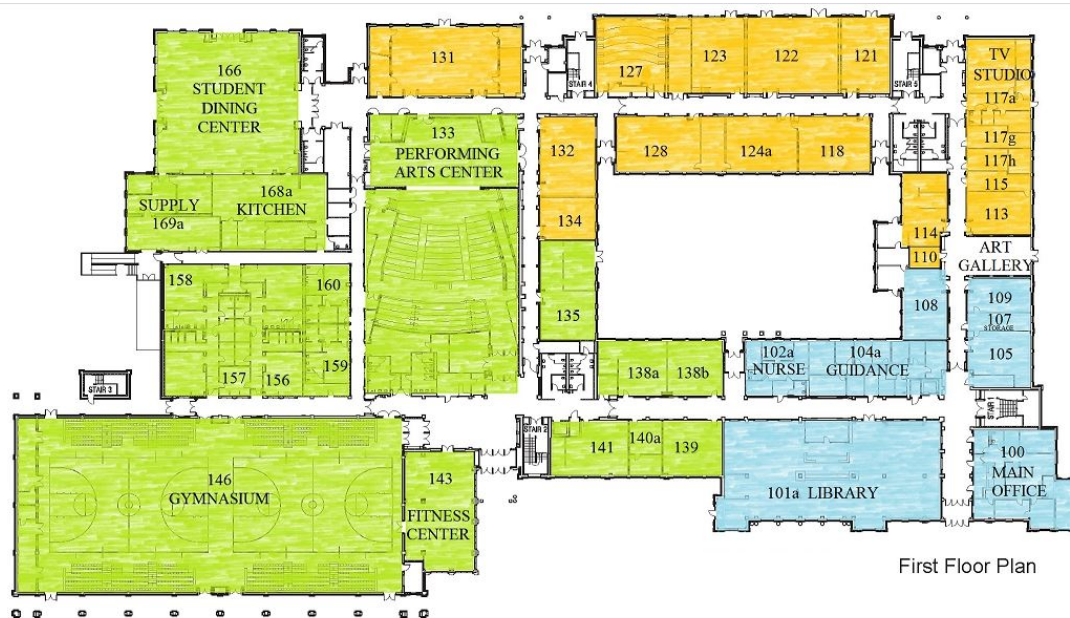 166
STUDENT
DINING
CENTER
131
STAIR 4
127
123
122
121
STAIR 5
TV
STUDIO
117a
117g
117h
115
113
133
PERFORMING
ARTS CENTER
132
128
124a
118
134
114
110
ART
GALLERY
168a
SUPPLY
KITCHEN
169a
158
160
135
108
109
107
STORAGE
105
159
157
156
STAIR 3
138a
138b
102a
NURSE
104a
GUIDANCE
STAIR 1
STAIR 2
141
140a
139
146
GYMNASIUM
143
FITNESS
CENTER
101a LIBRARY
100
MAIN
OFFICE
First Floor Plan